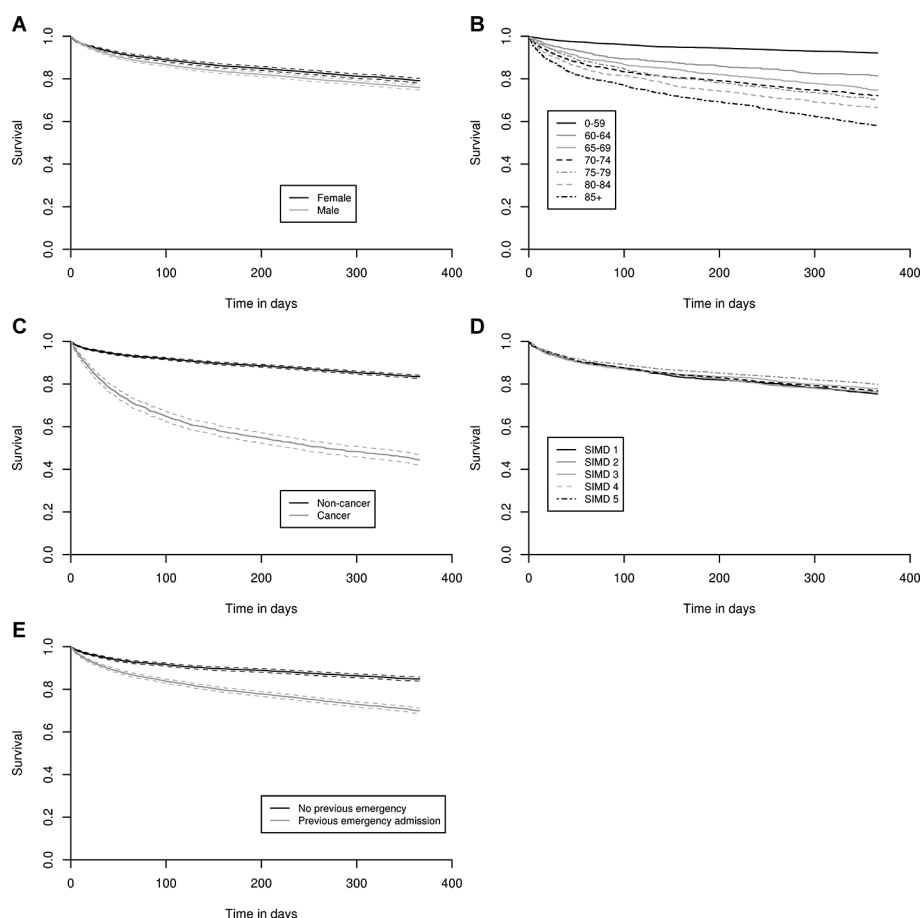 A
1.0
0.8
0.6
0.4
0.2
0.0
Survival
Female
Male
0 100 200 300 400
Time in days
B
1.0
0.8
0.6
0.4
0.2
0.0
Survival
0-59
60-64
65-69
70-74
75-79
80-84
85+
0 100 200 300 400
Time in days
C
1.0
0.8
0.6
0.4
0.2
0.0
Survival
Non-cancer
Cancer
0 100 200 300 400
Time in days
D
1.0
0.8
0.6
0.4
0.2
0.0
Survival
SIMD 1
SIMD 2
SIMD 3
SIMD 4
SIMD 5
0 100 200 300 400
Time in days
E
1.0
0.8
0.6
0.4
0.2
0.0
Survival
No previous emergency
Previous emergency admission
0 100 200 300 400
Time in days